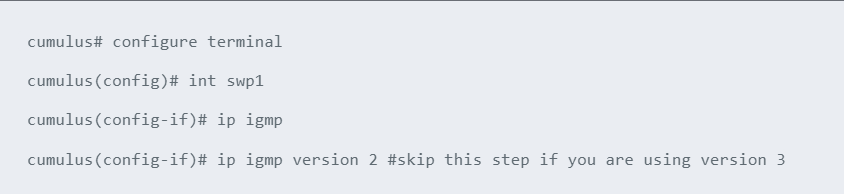 cumulus# configure terminal
cumulus(config)# int swp1
cumulus(config-if)# ip igmp
cumulus(config-if)# ip igmp version 2 #skip this step if you are using version 3